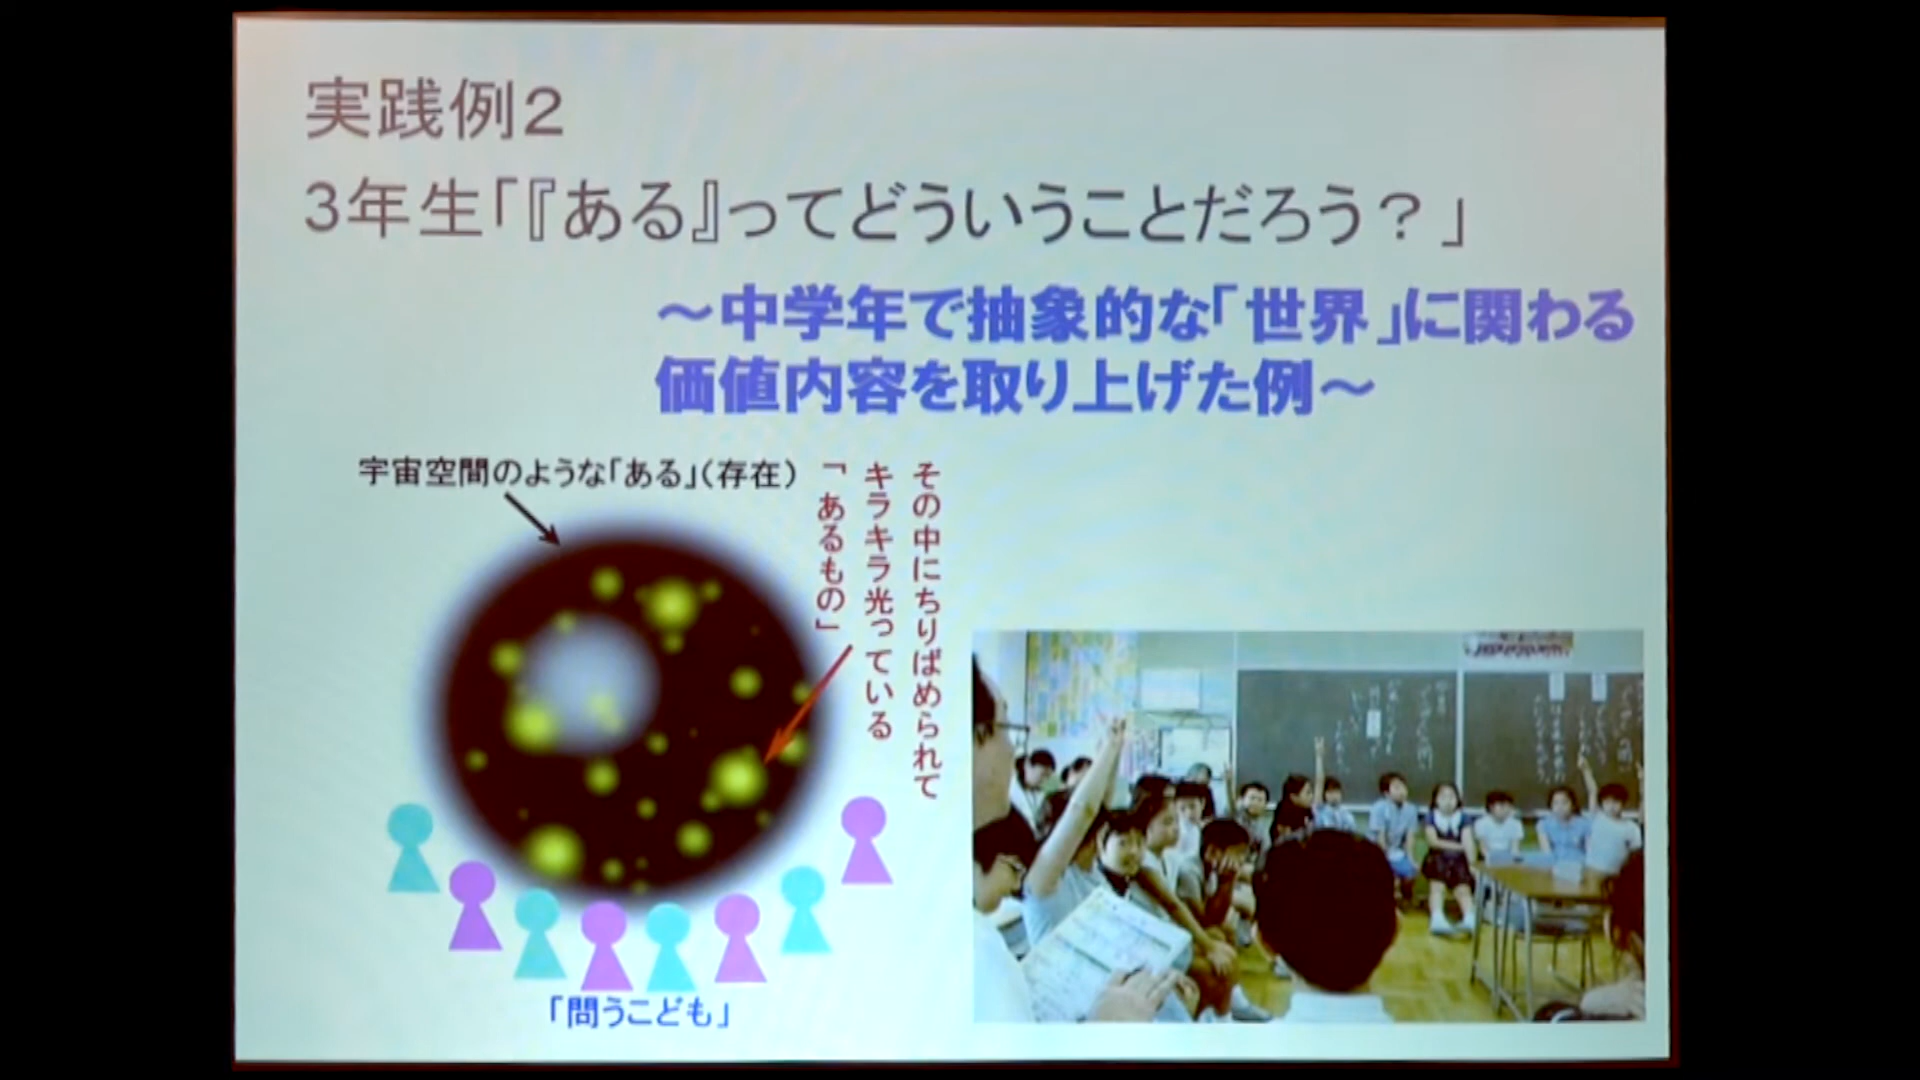 実践例２
３年生「『ある』ってどういうことだろう？」
～中学年で抽象的な「世界」に関わる
価値内容を取り上げた例～
宇宙空間のような「ある」（存在）
その中にちりばめられて
キラキラ光っている
「あるもの」
「問うこども」